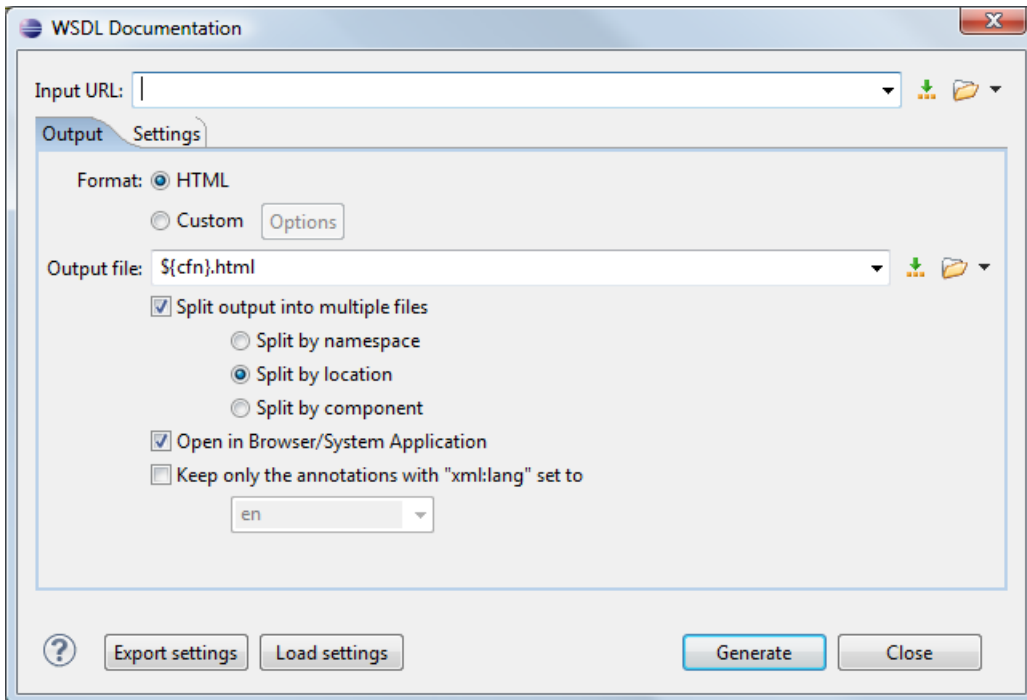 WSDL Documentation
Input URL:
Output Settings
Format: HTML
Custom Options
Output file: ${cfn}.html
Split output into multiple files
Split by namespace
Split by location
Split by component
Open in Browser/System Application
Keep only the annotations with "xml:lang" set to
en
? Export settings Load settings Generate Close